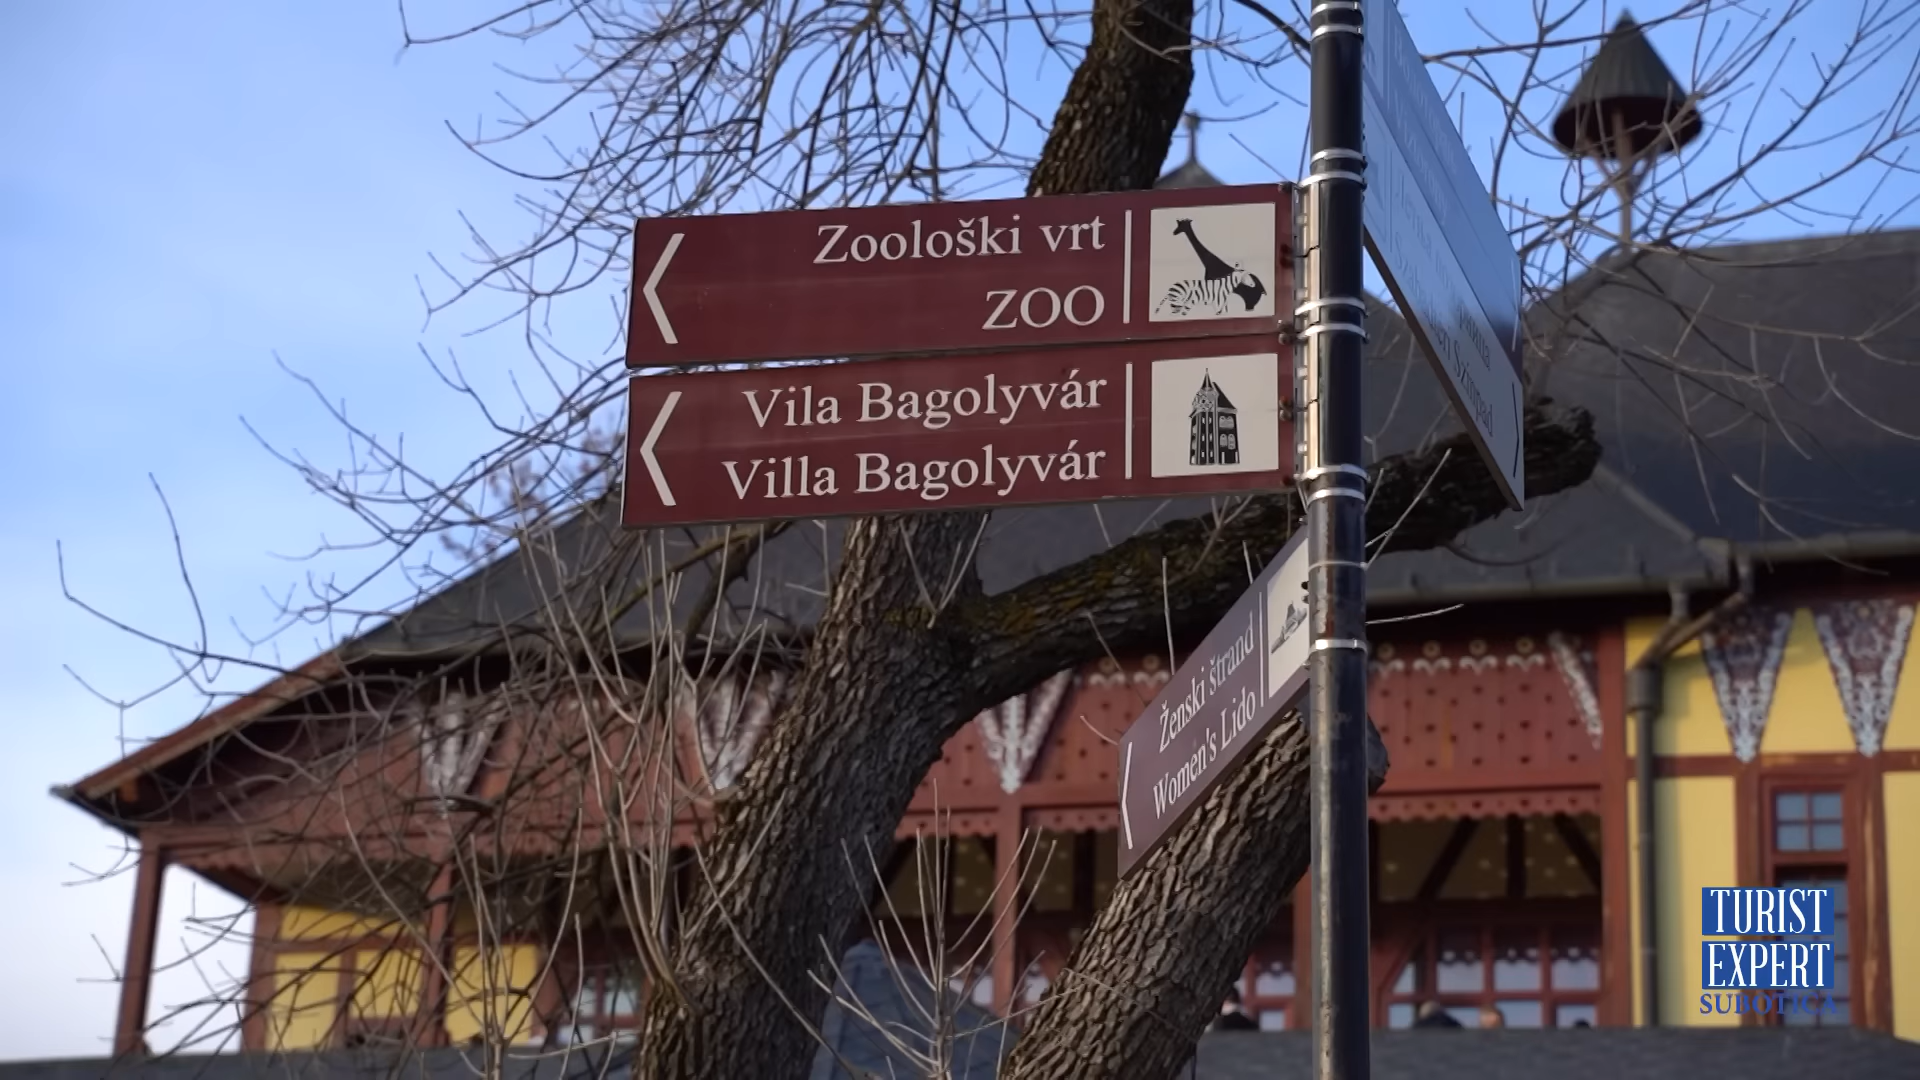 Zoološki vrt
ZOO
Vila Bagolyvár
Villa Bagolyvár
Ženski štrand
Women's Lido
TURIST
EXPERT
SUBOTICA